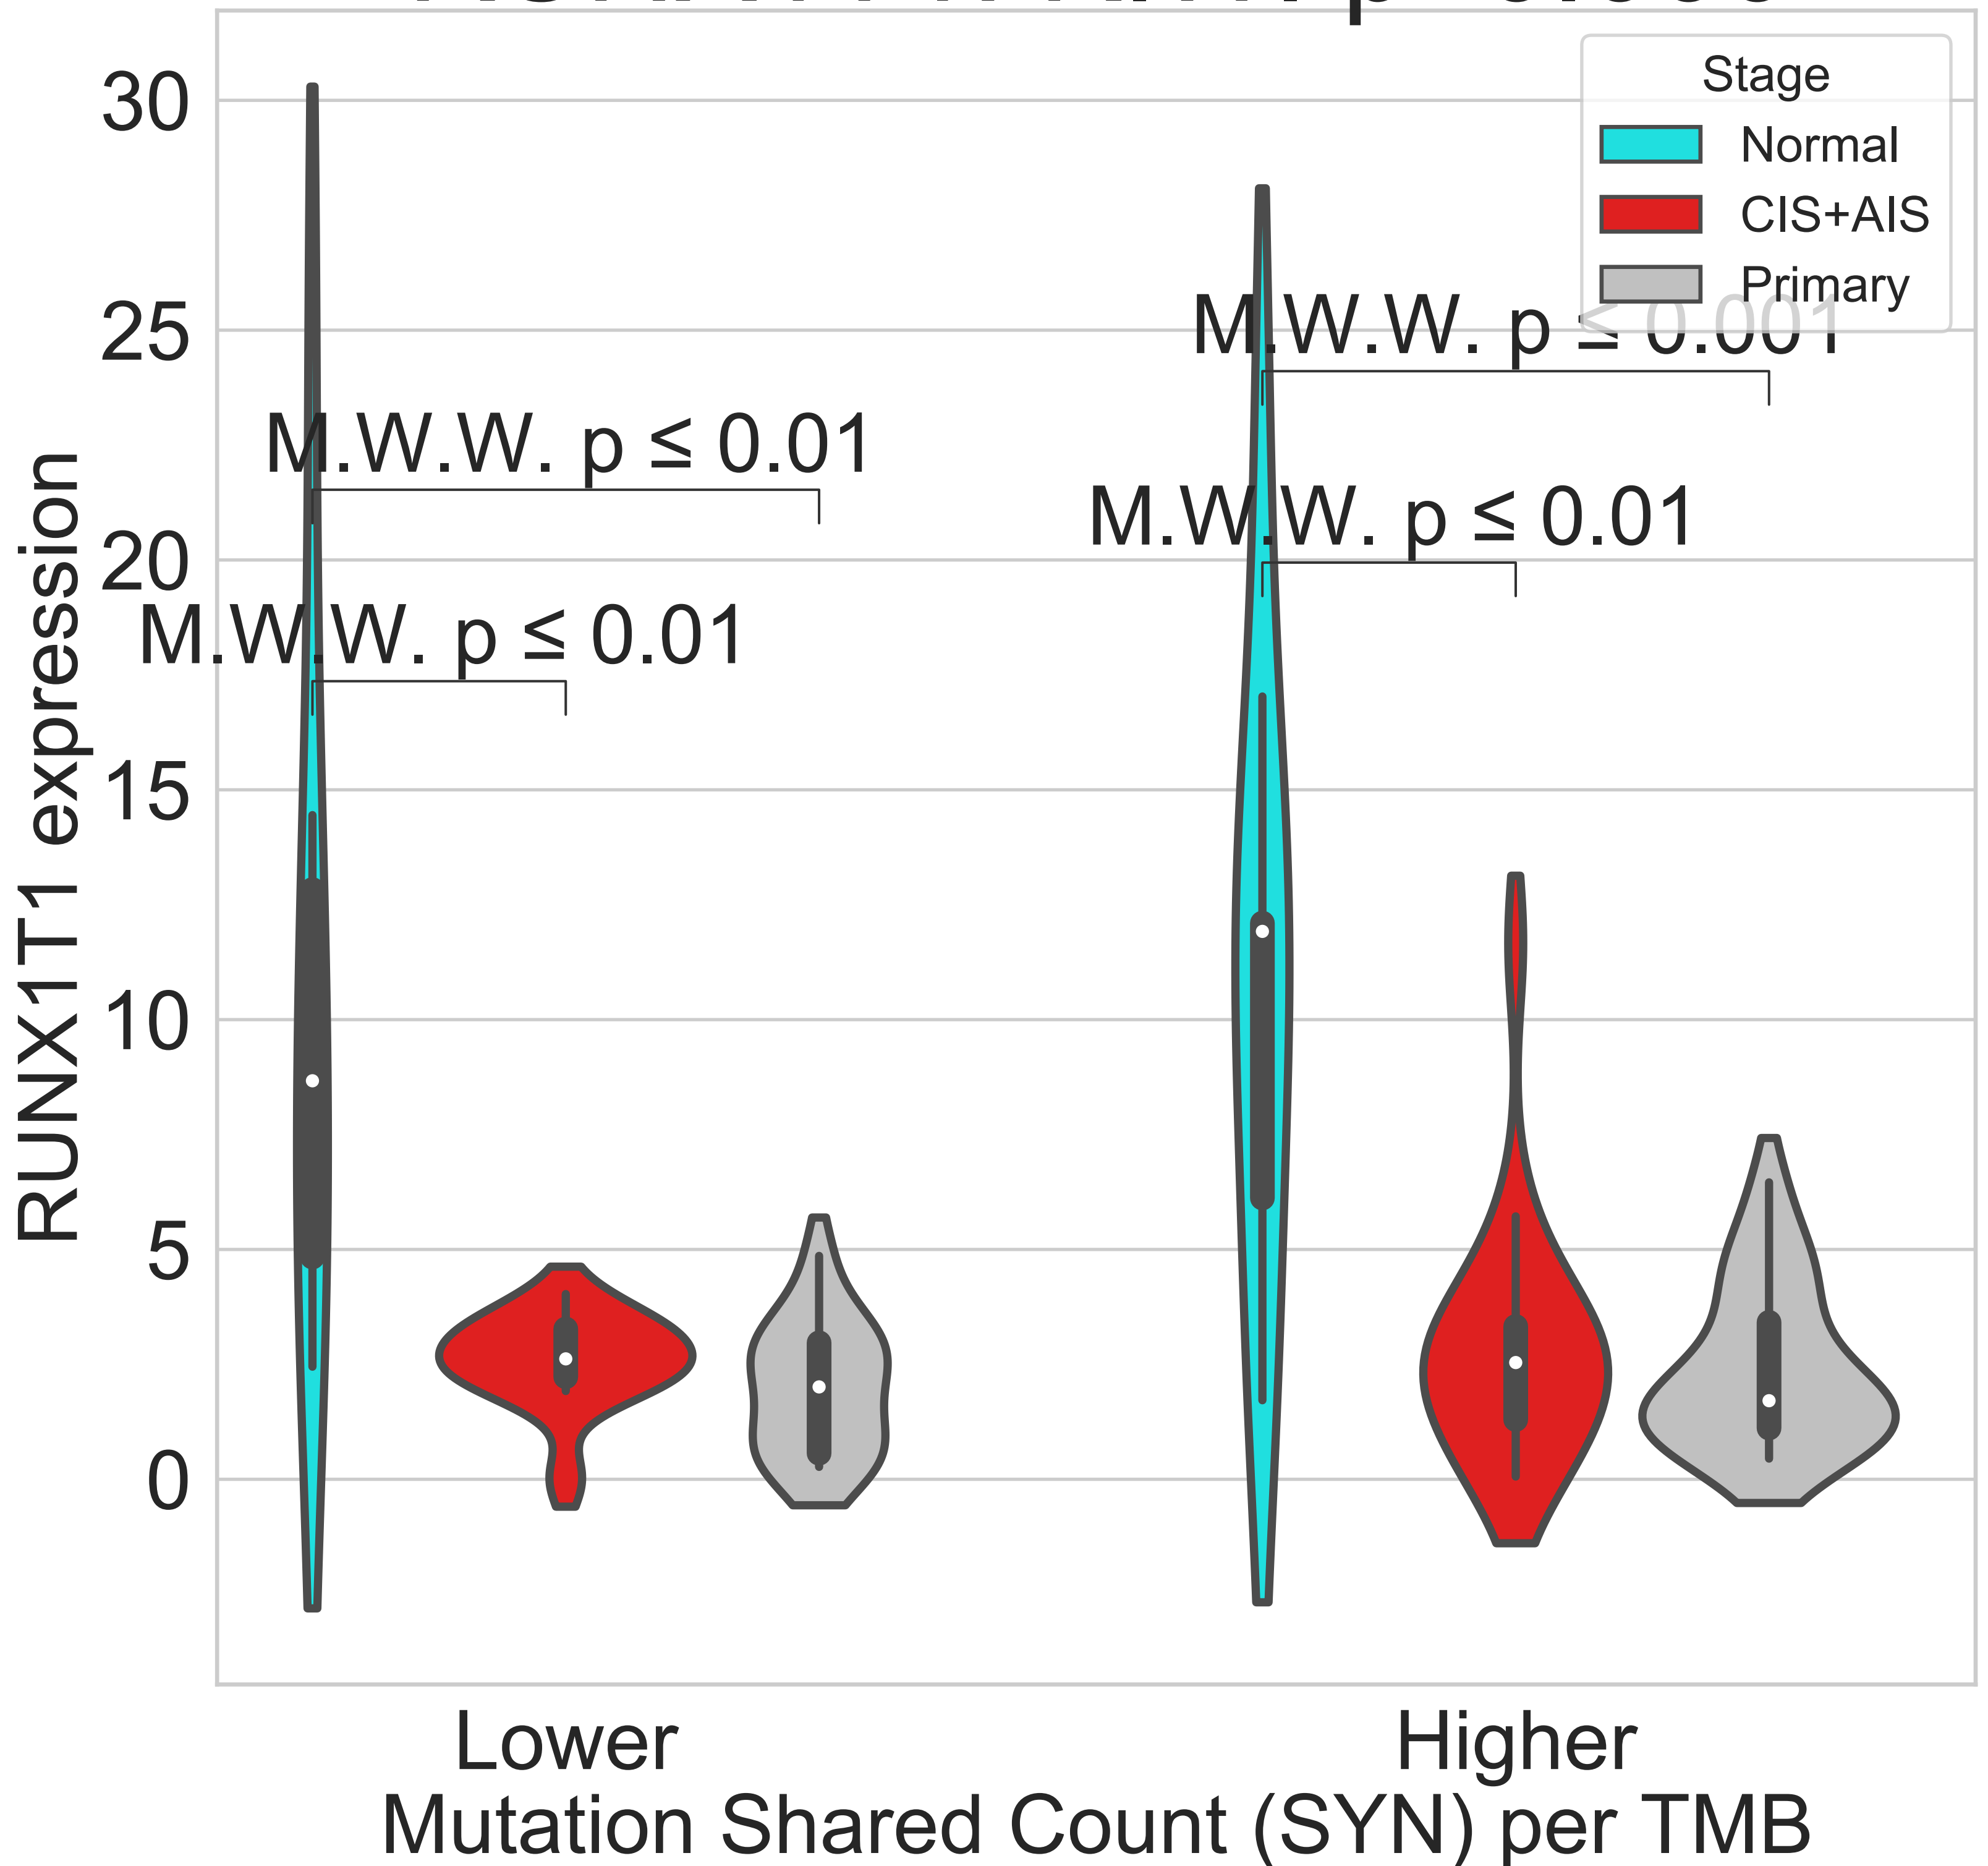 Stage
Normal
CIS+AIS
Primary
30
25
20
15
10
5
0
RUNX1T1 expression
M.W.W. p ≤ 0.001
M.W.W. p ≤ 0.01
M.W.W. p ≤ 0.01
M.W.W. p ≤ 0.01
Lower
Higher
Mutation Shared Count (SYN) per TMB